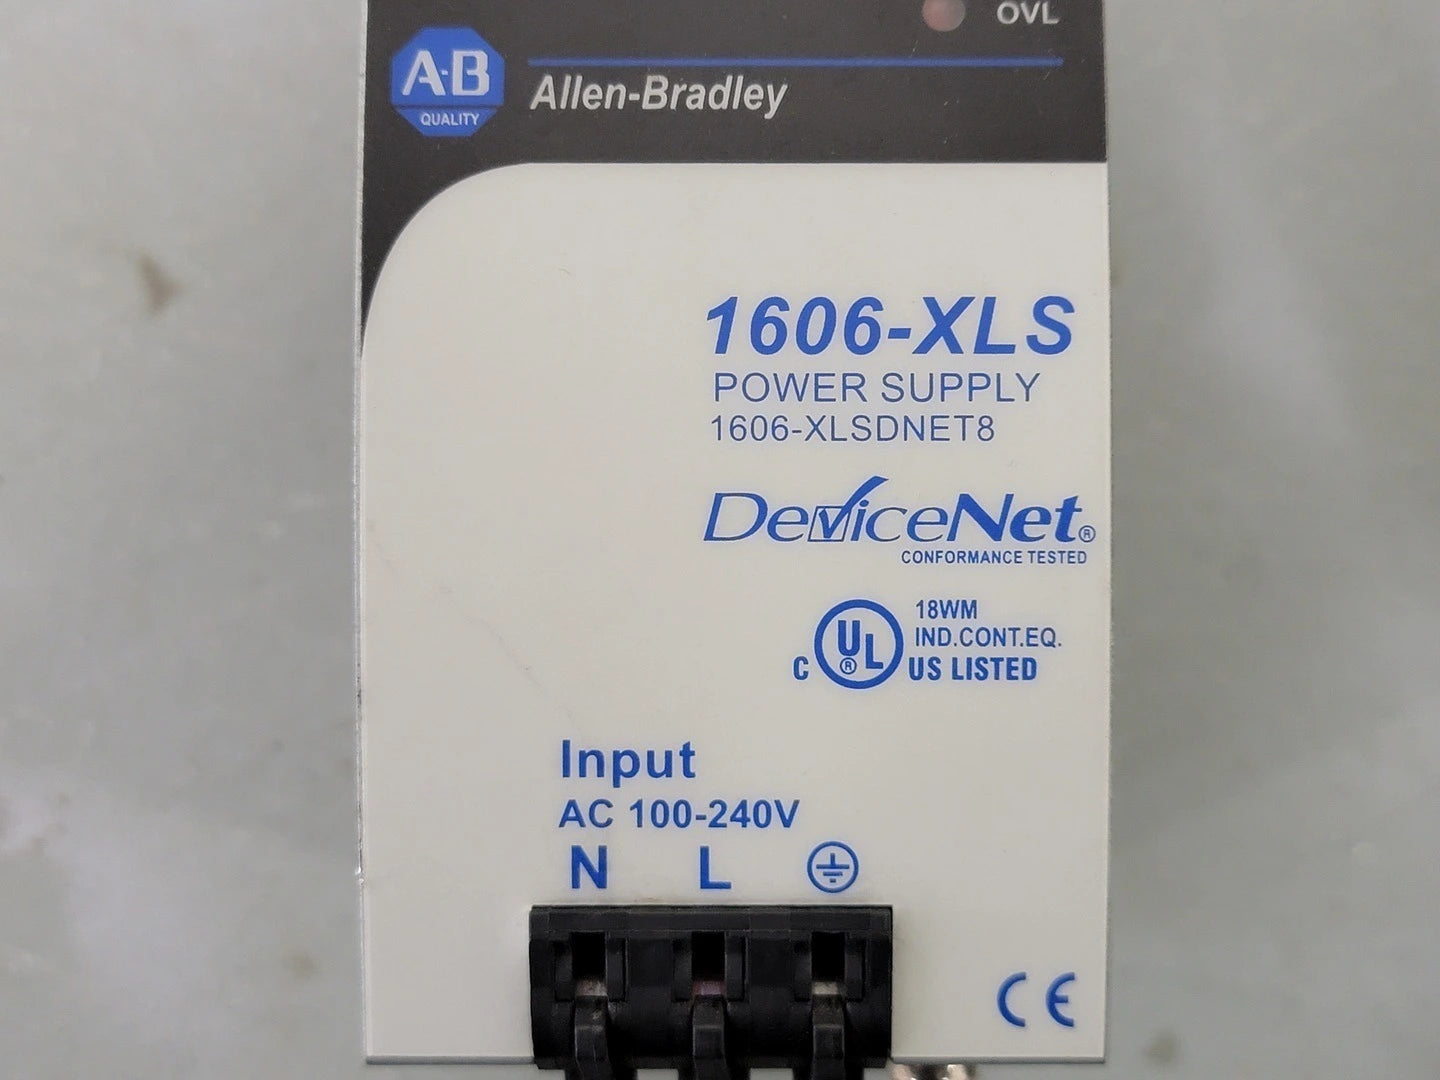 OVL
A-B
QUALITY
Allen-Bradley
1606-XLS
POWER SUPPLY
1606-XLSDNET8
DeviceNet®
CONFORMANCE TESTED
18WM
IND.CONT.EQ.
C UL® US LISTED
Input
AC 100-240V
N L
CE